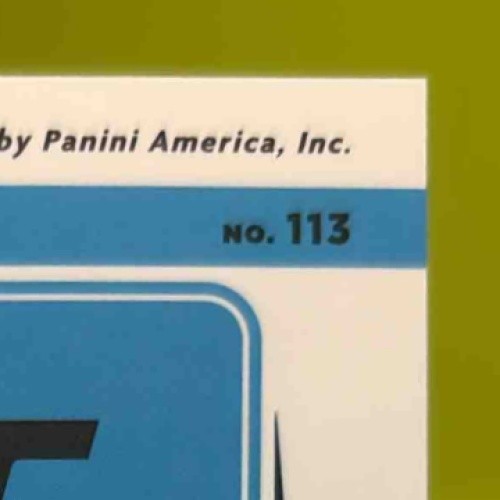 by Panini America, Inc.
NO. 113
T